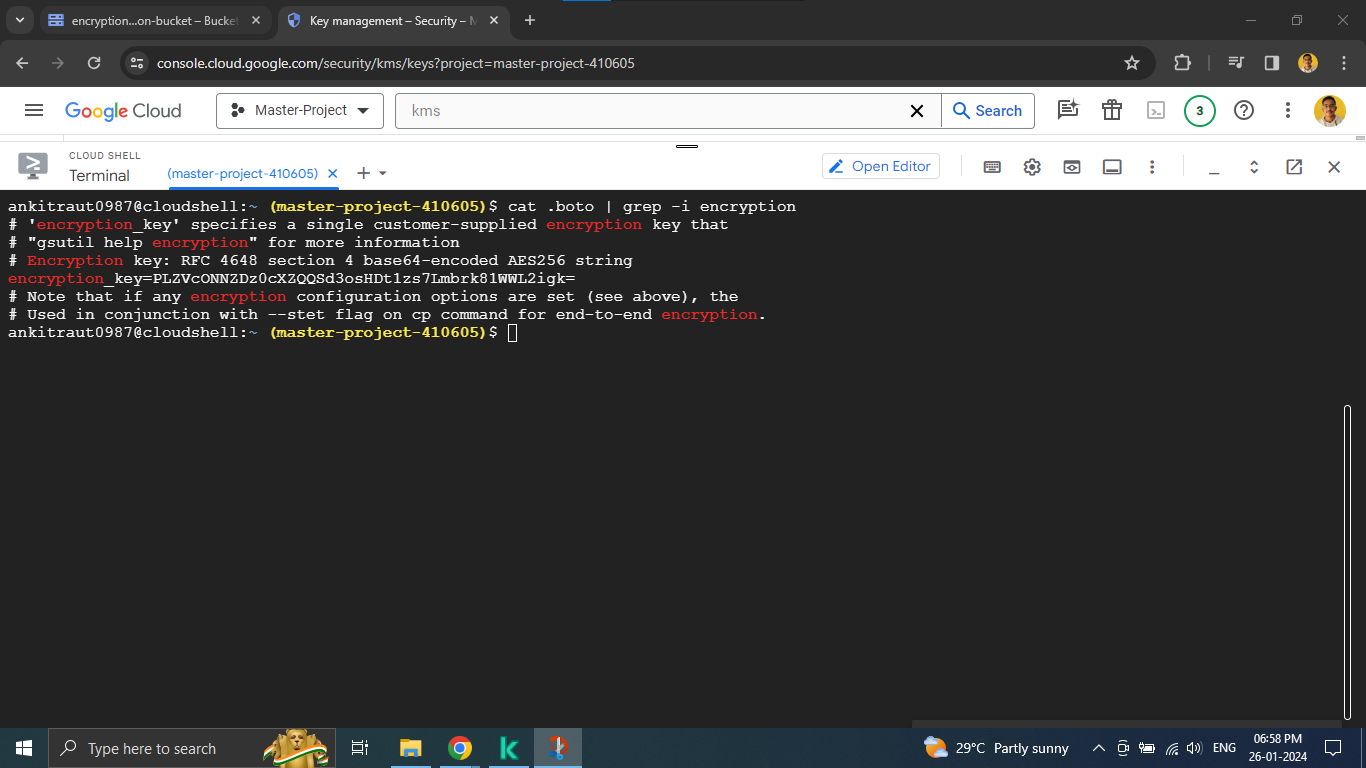 encryption...on-bucket – Bucket
Key management – Security – M
console.cloud.google.com/security/kms/keys?project=master-project-410605
Google Cloud
Master-Project
kms
Search
3
CLOUD SHELL
Terminal
(master-project-410605)
Open Editor
ankitraut0987@cloudshell:~ (master-project-410605)$ cat .boto | grep -i encryption
# 'encryption_key' specifies a single customer-supplied encryption key that
# "gsutil help encryption" for more information
# Encryption key: RFC 4648 section 4 base64-encoded AES256 string
encryption_key=PLZVcONNZDz0cXZQQSd3osHDt1zs7Lmbrk81WWL2igk=
# Note that if any encryption configuration options are set (see above), the
# Used in conjunction with --stet flag on cp command for end-to-end encryption.
ankitraut0987@cloudshell:~ (master-project-410605)$
Type here to search
29°C Partly sunny
ENG
06:58 PM
26-01-2024